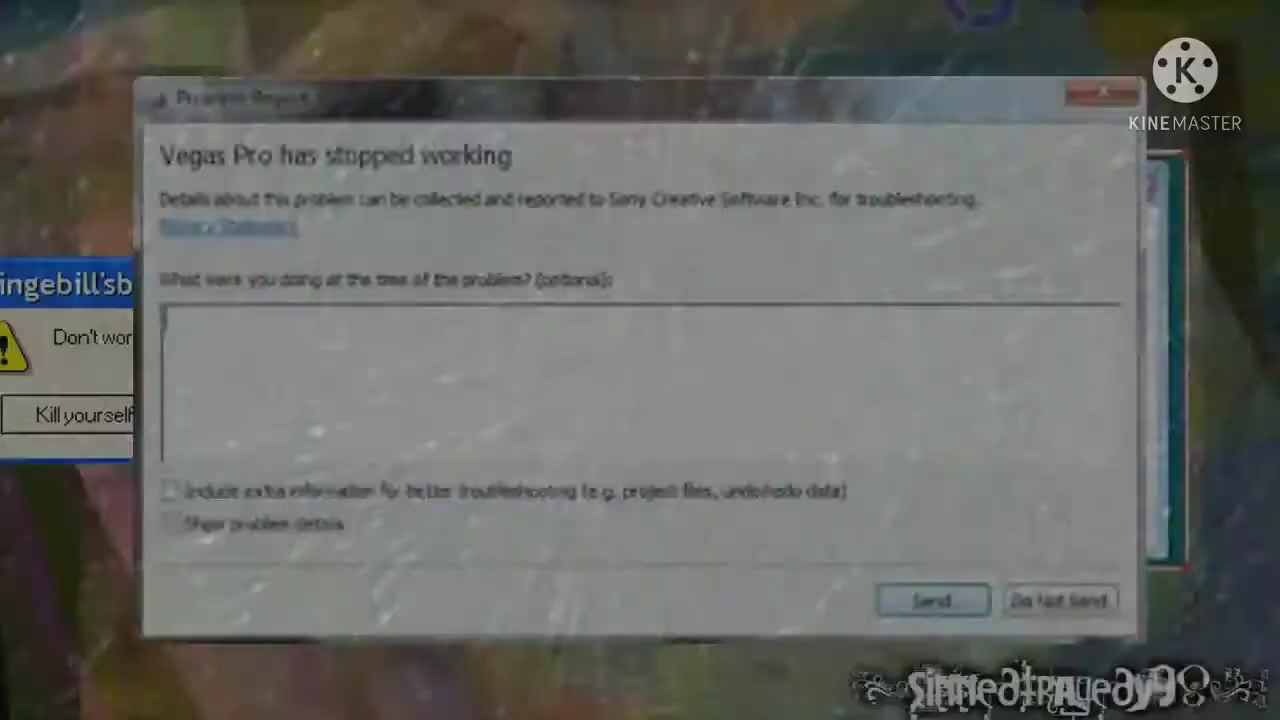 KINEMASTER
Problem Report
Vegas Pro has stopped working
Details about this problem can be collected and reported to Sony Creative Software Inc. for troubleshooting.
Privacy Statement
What were you doing at the time of the problem? (optional):
ingebill'sb
Don't wor
Kill yourself
Include extra information for better troubleshooting (e.g. project files, undo/redo data)
Show problem details
Send
Do Not Send